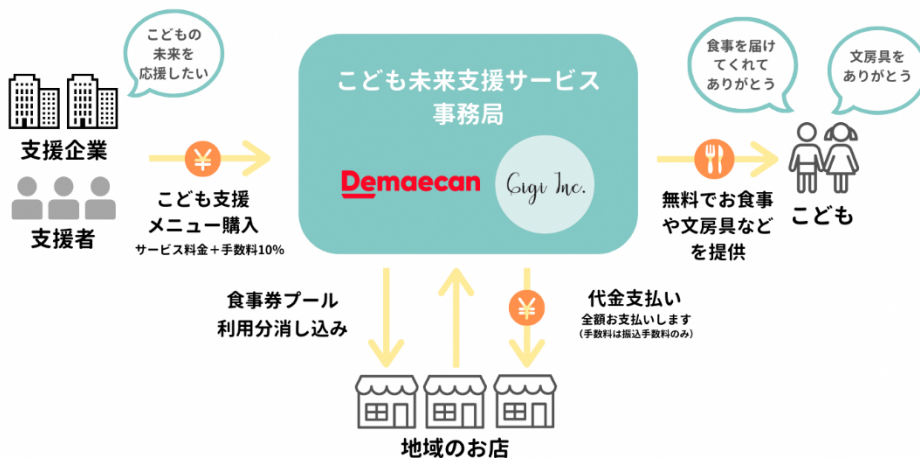 こどもの
未来を
応援したい
支援企業
支援者
こども支援
メニュー購入
サービス料金＋手数料10%
こども未来支援サービス
事務局
Demaecan
Gigi Inc.
食事を届け
てくれて
ありがとう
文房具を
ありがとう
無料でお食事
や文房具など
を提供
こども
食事券プール
利用分消し込み
代金支払い
全額お支払いします
（手数料は振込手数料のみ）
地域のお店